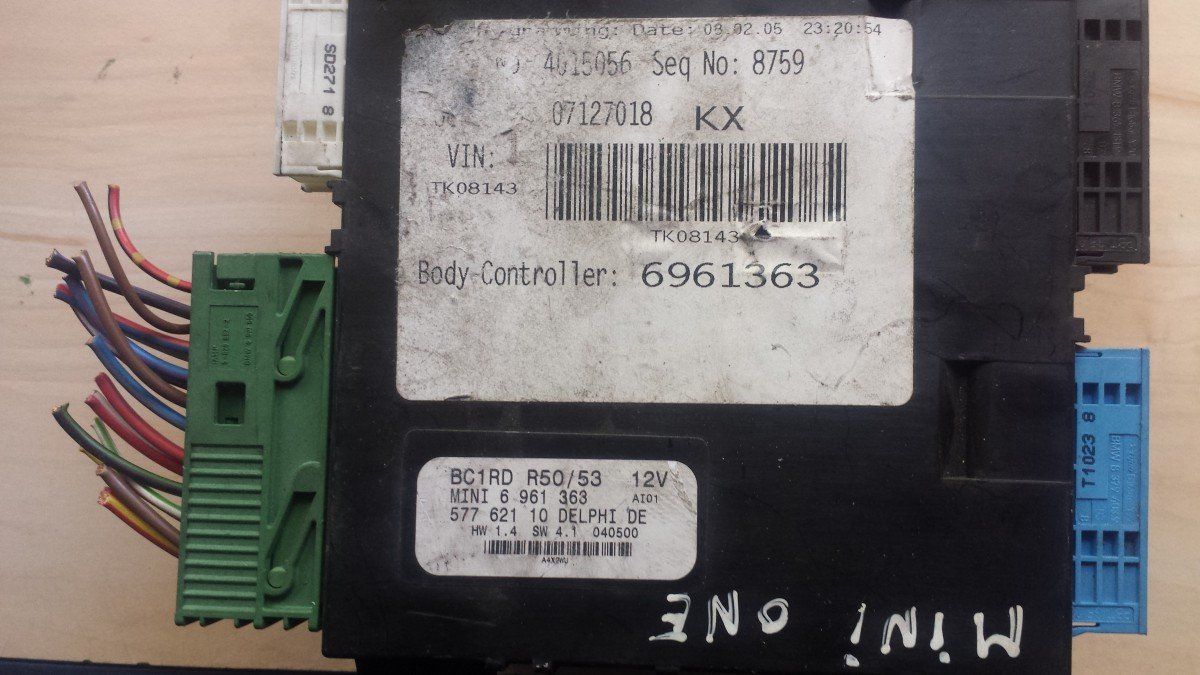 Date: 08.02.05 23:20:54
4G15056 Seq No: 8759
07127018 KX
VIN:
TK08143
TK08143
Body-Controller: 6961363
BC1RD R50/53 12V
MINI 6 961 363 AI01
577 621 10 DELPHI DE
HW 1.4 SW 4.1 040500
MINI ONE
SD271 8
T1023 8